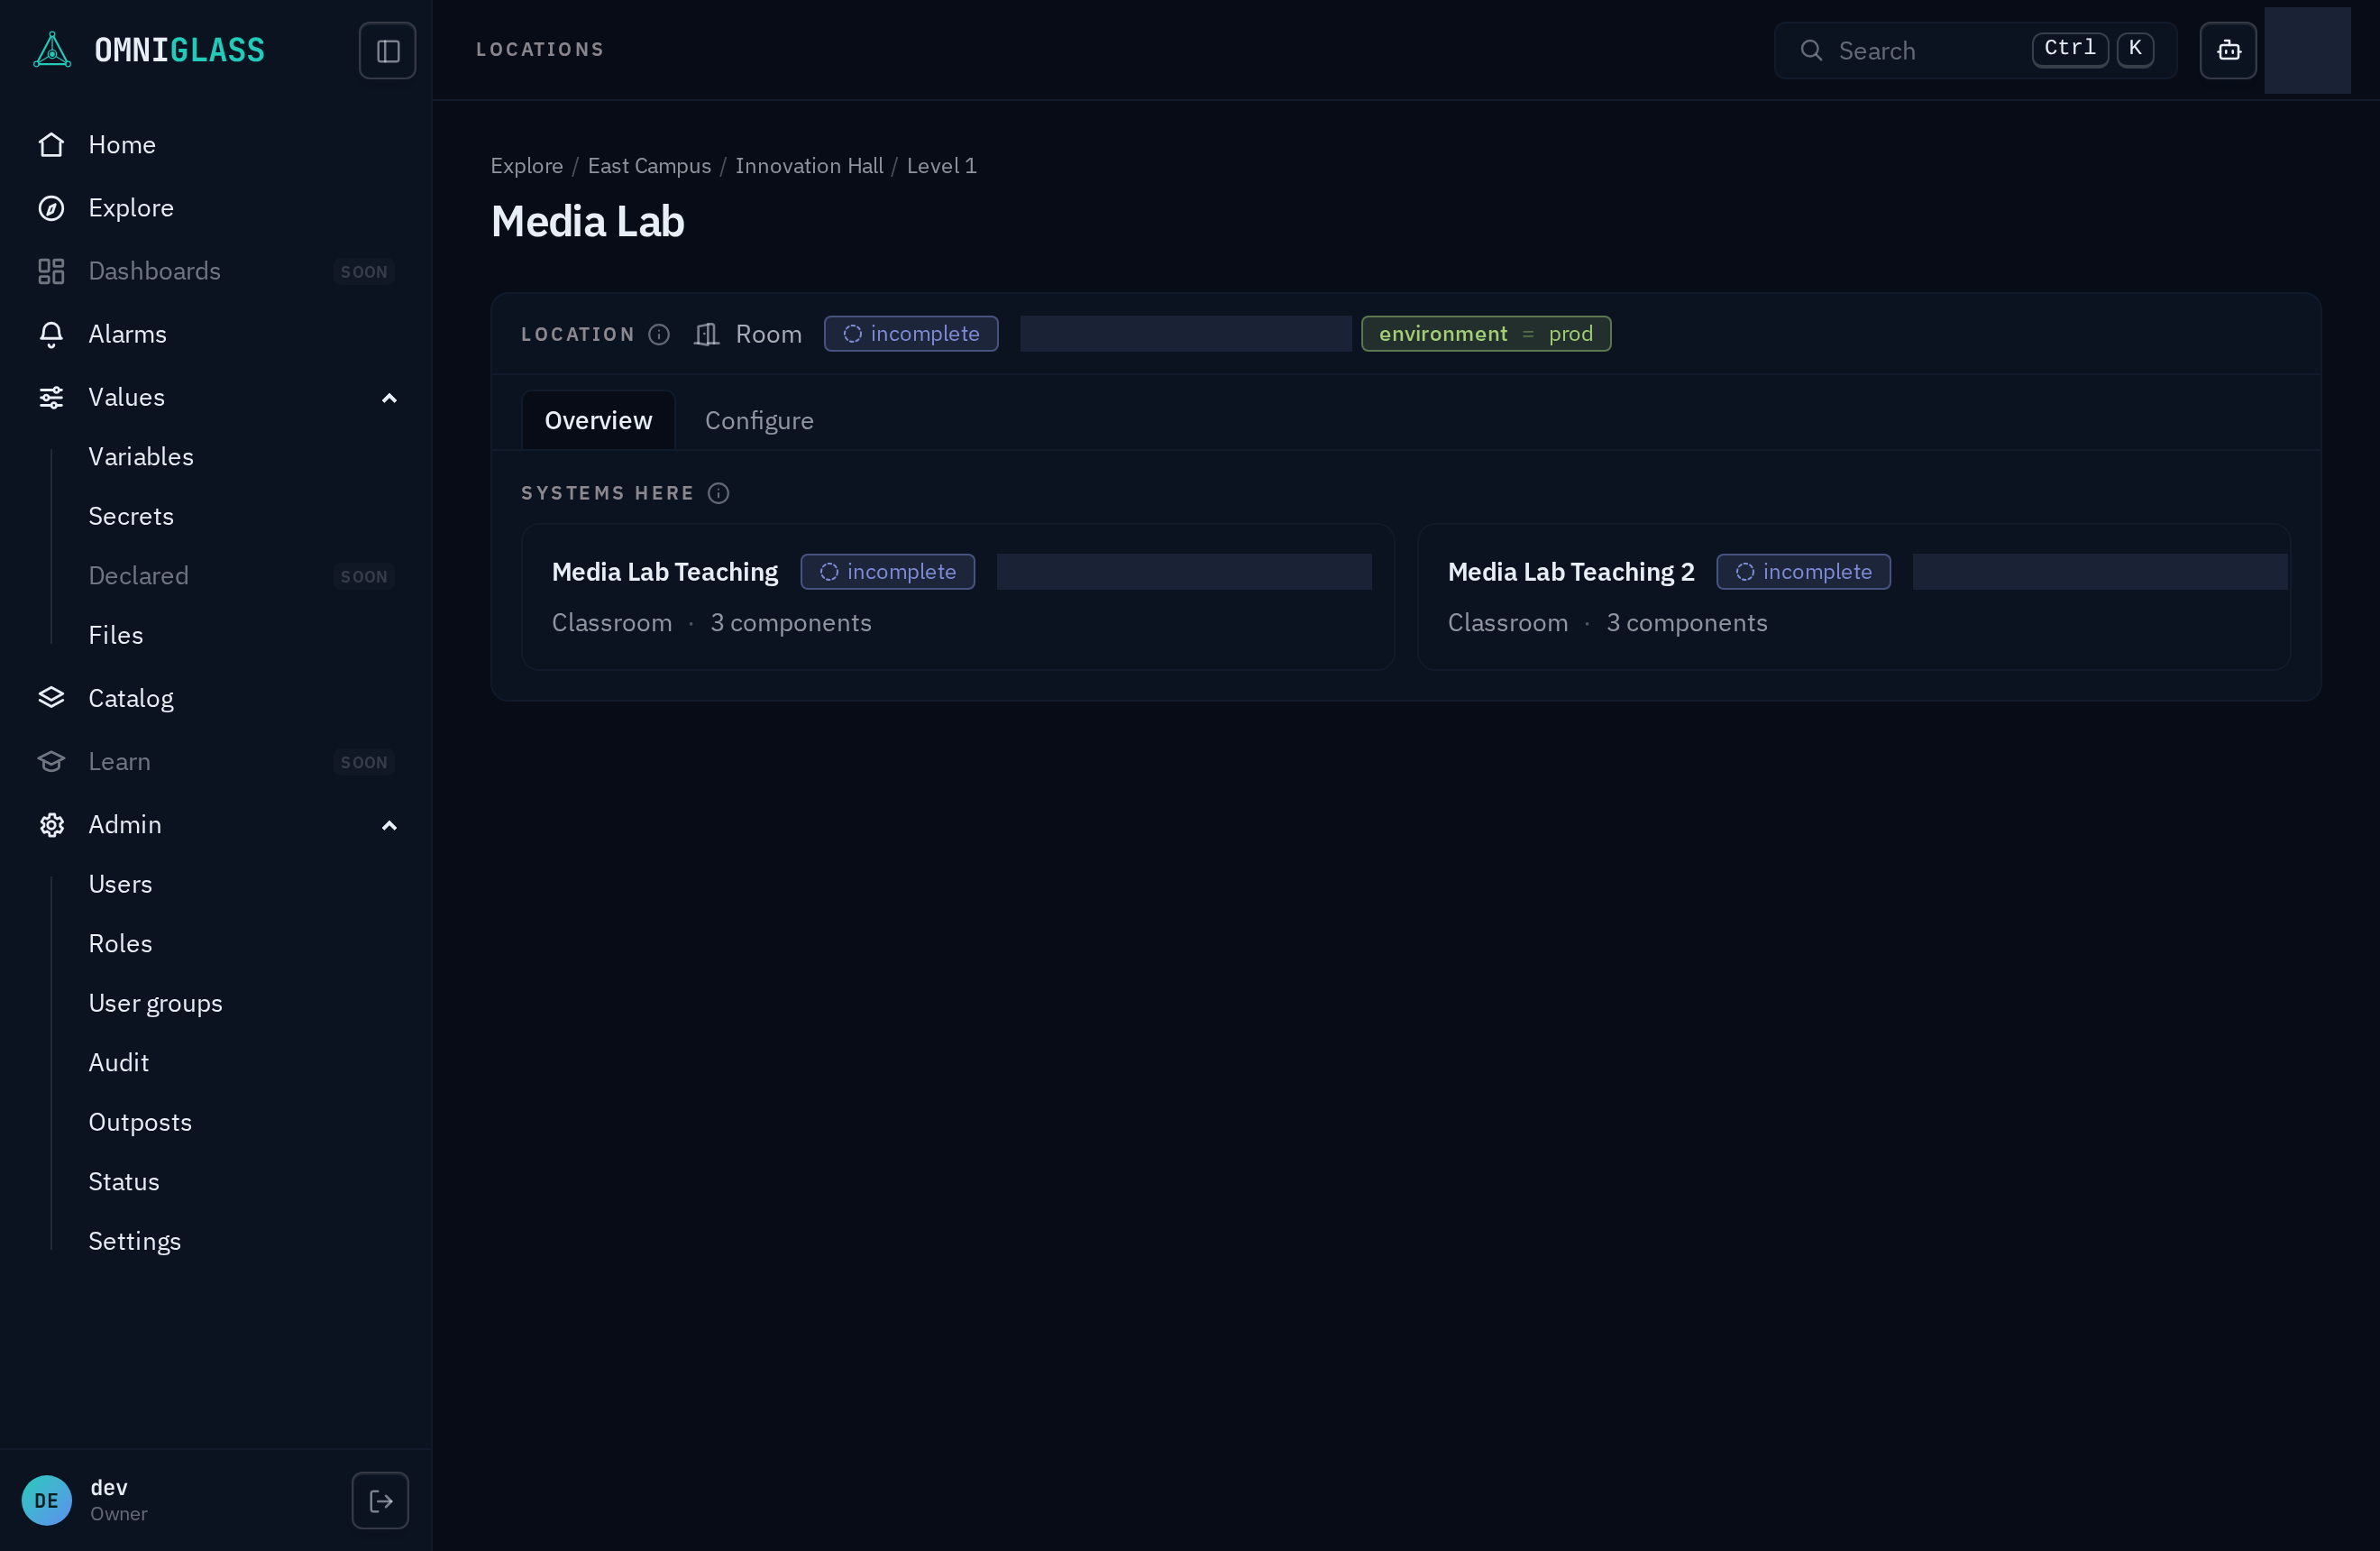 OMNIGLASS
LOCATIONS
Search Ctrl K
Home
Explore
Dashboards SOON
Alarms
Values
Variables
Secrets
Declared SOON
Files
Catalog
Learn SOON
Admin
Users
Roles
User groups
Audit
Outposts
Status
Settings
DE dev
Owner
Explore / East Campus / Innovation Hall / Level 1
Media Lab
LOCATION Room incomplete environment = prod
Overview Configure
SYSTEMS HERE
Media Lab Teaching incomplete
Classroom · 3 components
Media Lab Teaching 2 incomplete
Classroom · 3 components